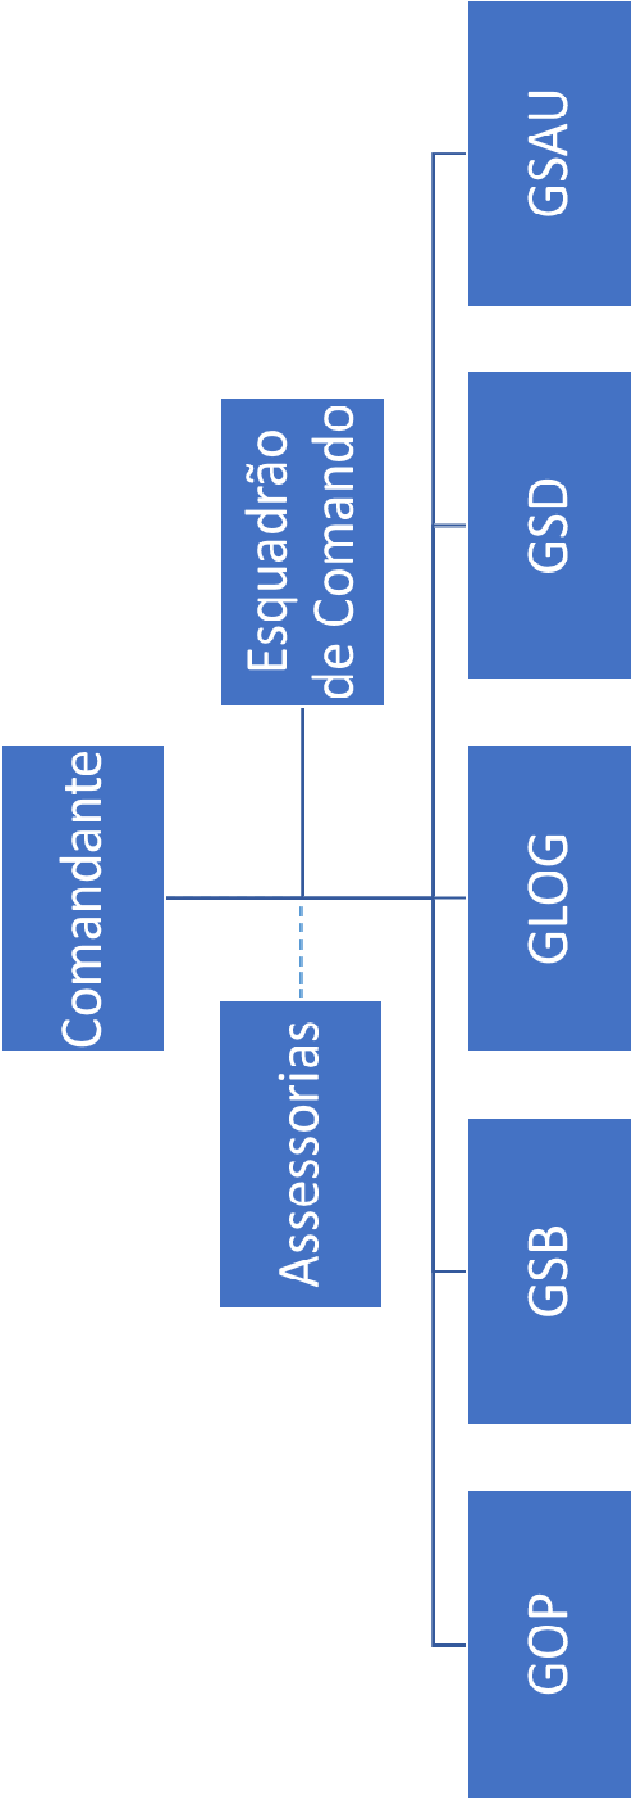 Comandante
Assessorias
Esquadrão
de Comando
GOP
GSB
GLOG
GSD
GSAU